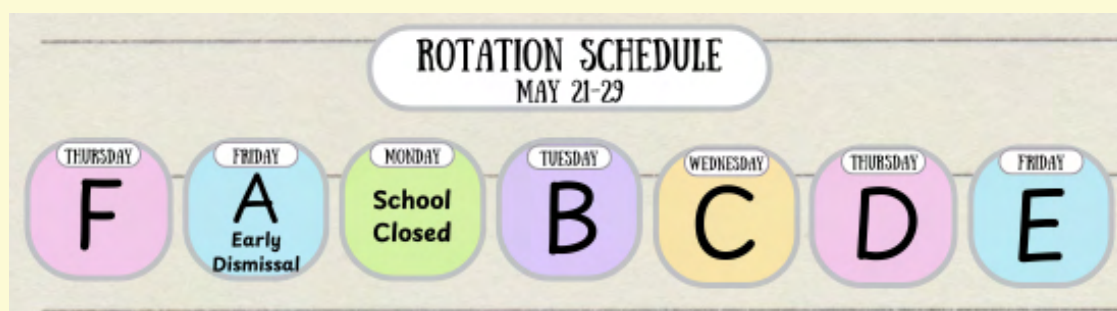 ROTATION SCHEDULE
MAY 21-29
THURSDAY
F
FRIDAY
A
Early
Dismissal
MONDAY
School
Closed
TUESDAY
B
WEDNESDAY
C
THURSDAY
D
FRIDAY
E